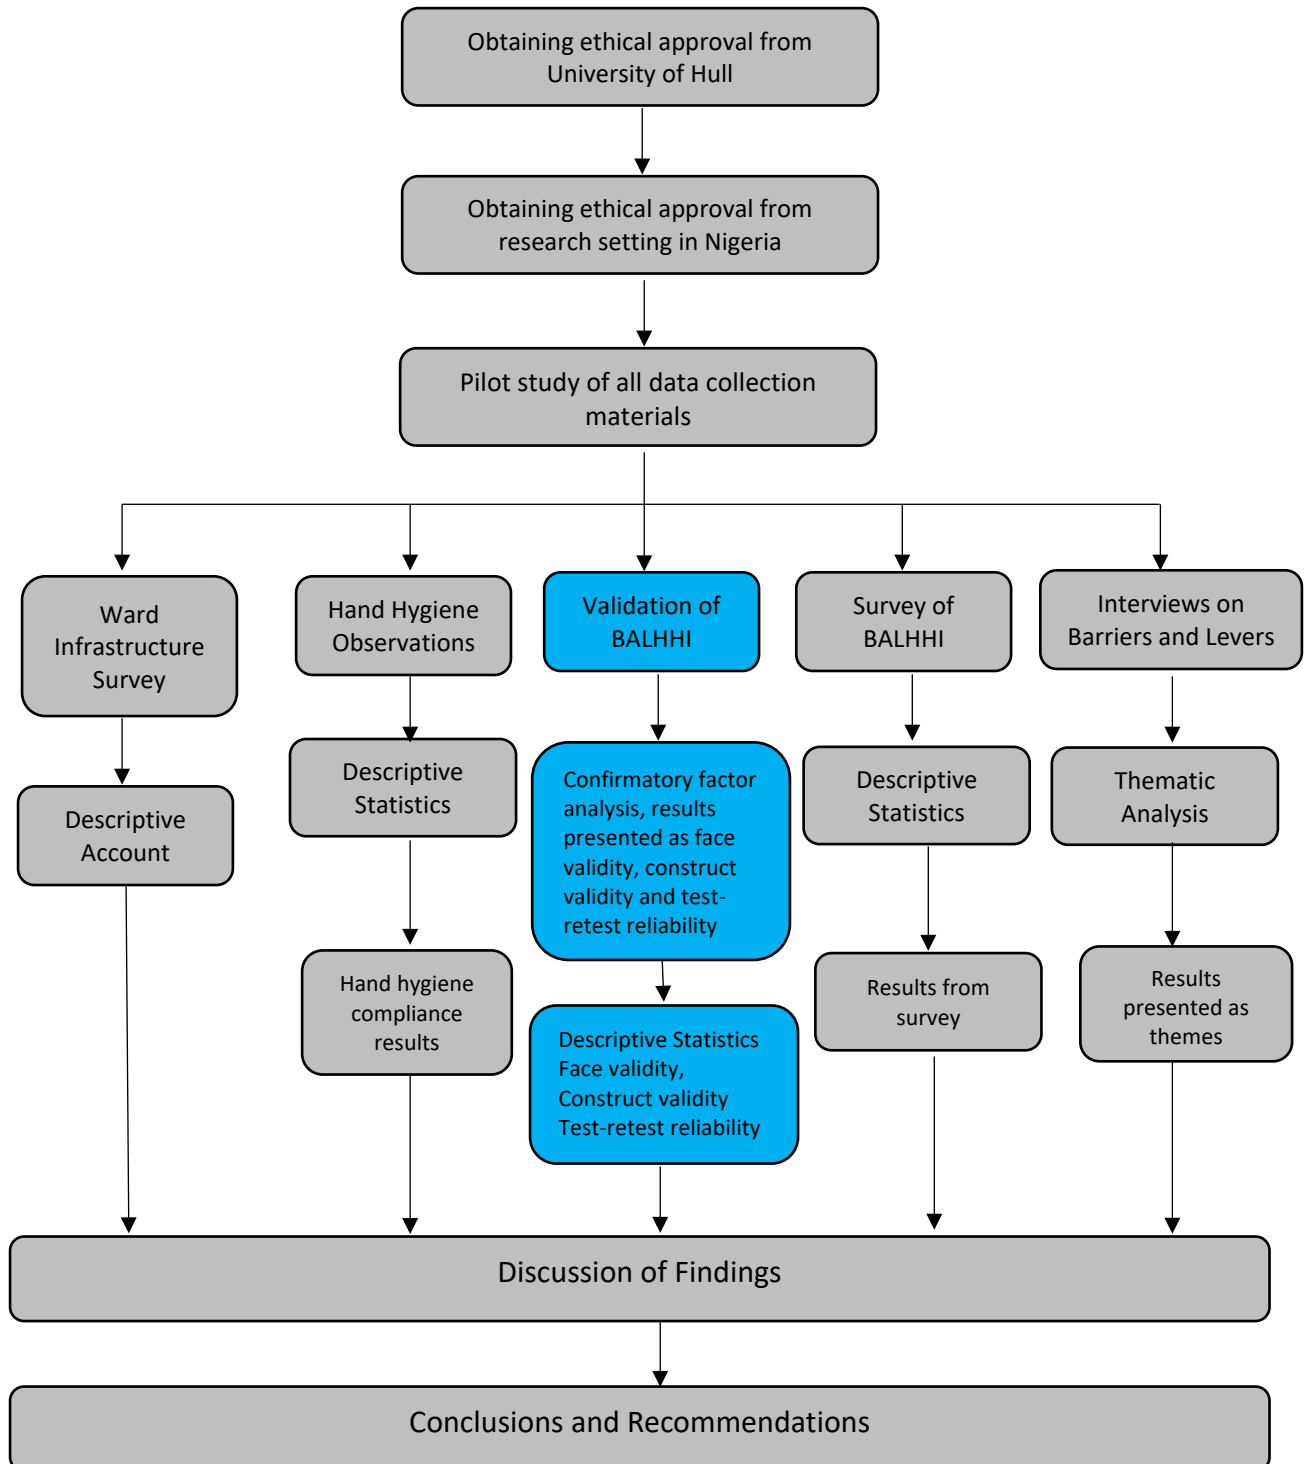 Obtaining ethical approval from
University of Hull
Obtaining ethical approval from
research setting in Nigeria
Pilot study of all data collection
materials
Ward
Infrastructure
Survey
Hand Hygiene
Observations
Validation of
BALHHI
Survey of
BALHHI
Interviews on
Barriers and Levers
Descriptive
Account
Descriptive
Statistics
Confirmatory factor
analysis, results
presented as face
validity, construct
validity and test-
retest reliability
Descriptive
Statistics
Thematic
Analysis
Hand hygiene
compliance
results
Descriptive Statistics
Face validity,
Construct validity
Test-retest reliability
Results from
survey
Results
presented as
themes
Discussion of Findings
Conclusions and Recommendations